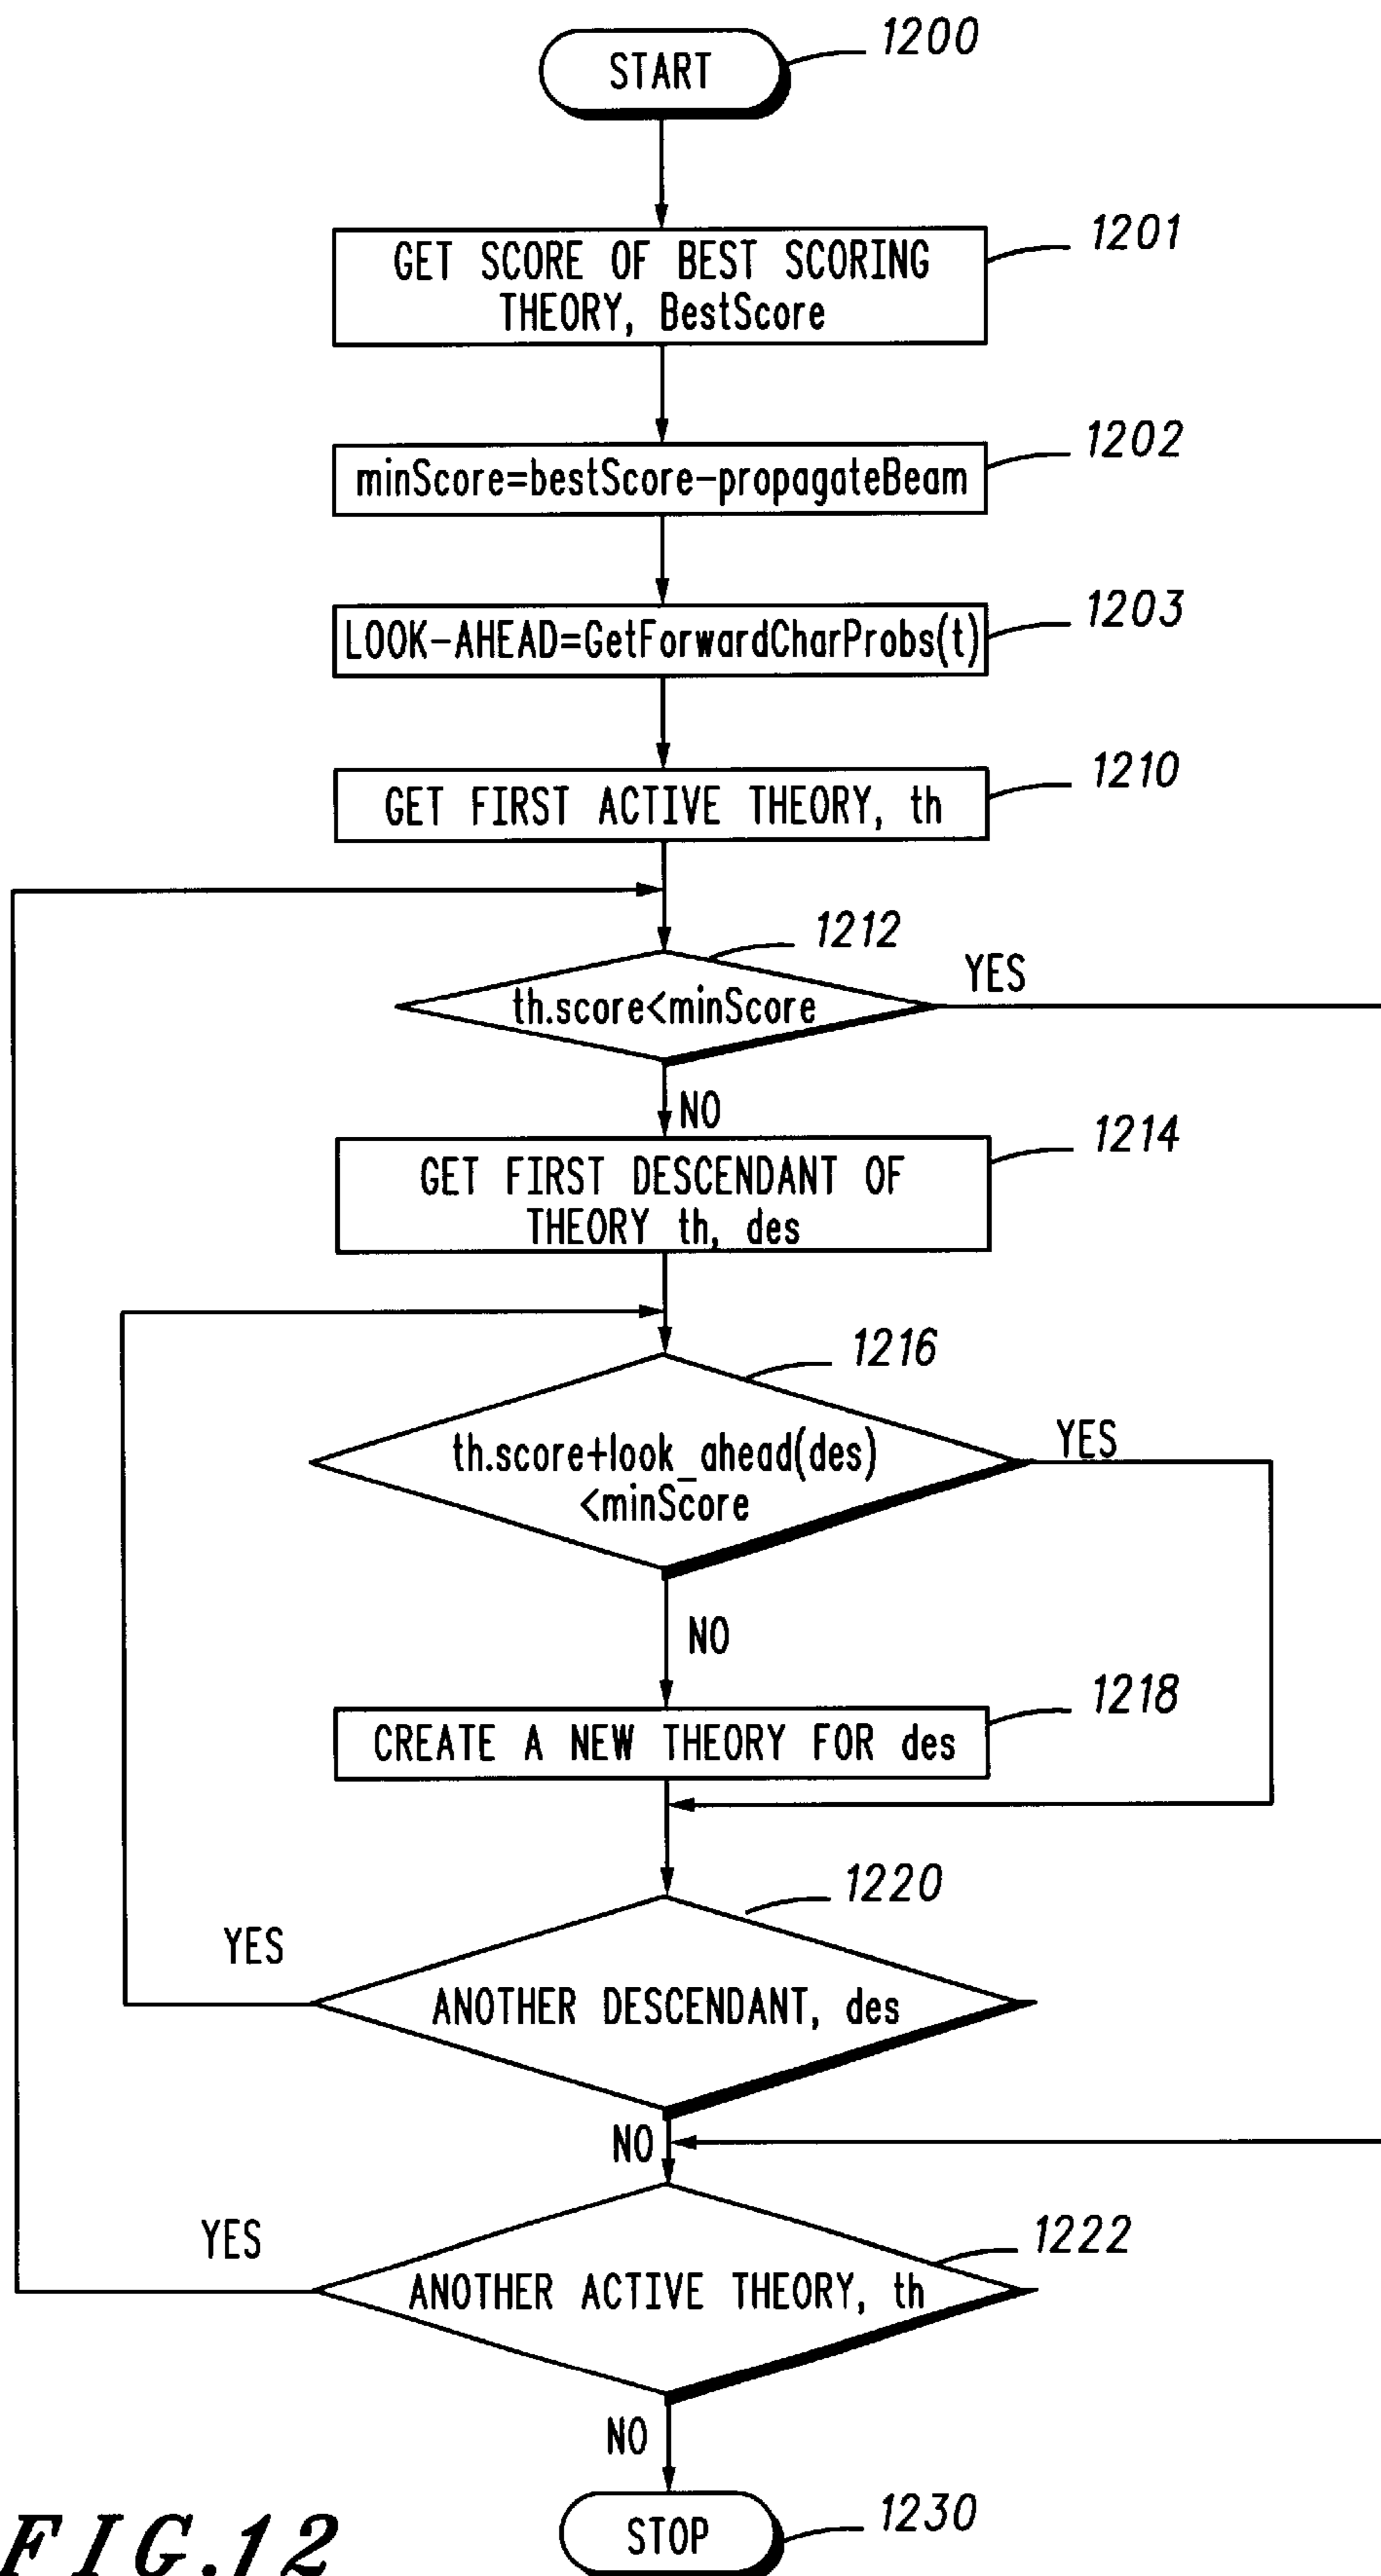 START
1200
GET SCORE OF BEST SCORING
THEORY, BestScore
1201
minScore=bestScore-propagateBeam
1202
LOOK-AHEAD=GetForwardCharProbs(t)
1203
GET FIRST ACTIVE THEORY, th
1210
1212
th.score<minScore
YES
NO
GET FIRST DESCENDANT OF
THEORY th, des
1214
1216
th.score+look_ahead(des)
<minScore
YES
NO
CREATE A NEW THEORY FOR des
1218
1220
YES
ANOTHER DESCENDANT, des
NO
1222
YES
ANOTHER ACTIVE THEORY, th
NO
STOP
1230
FIG.12